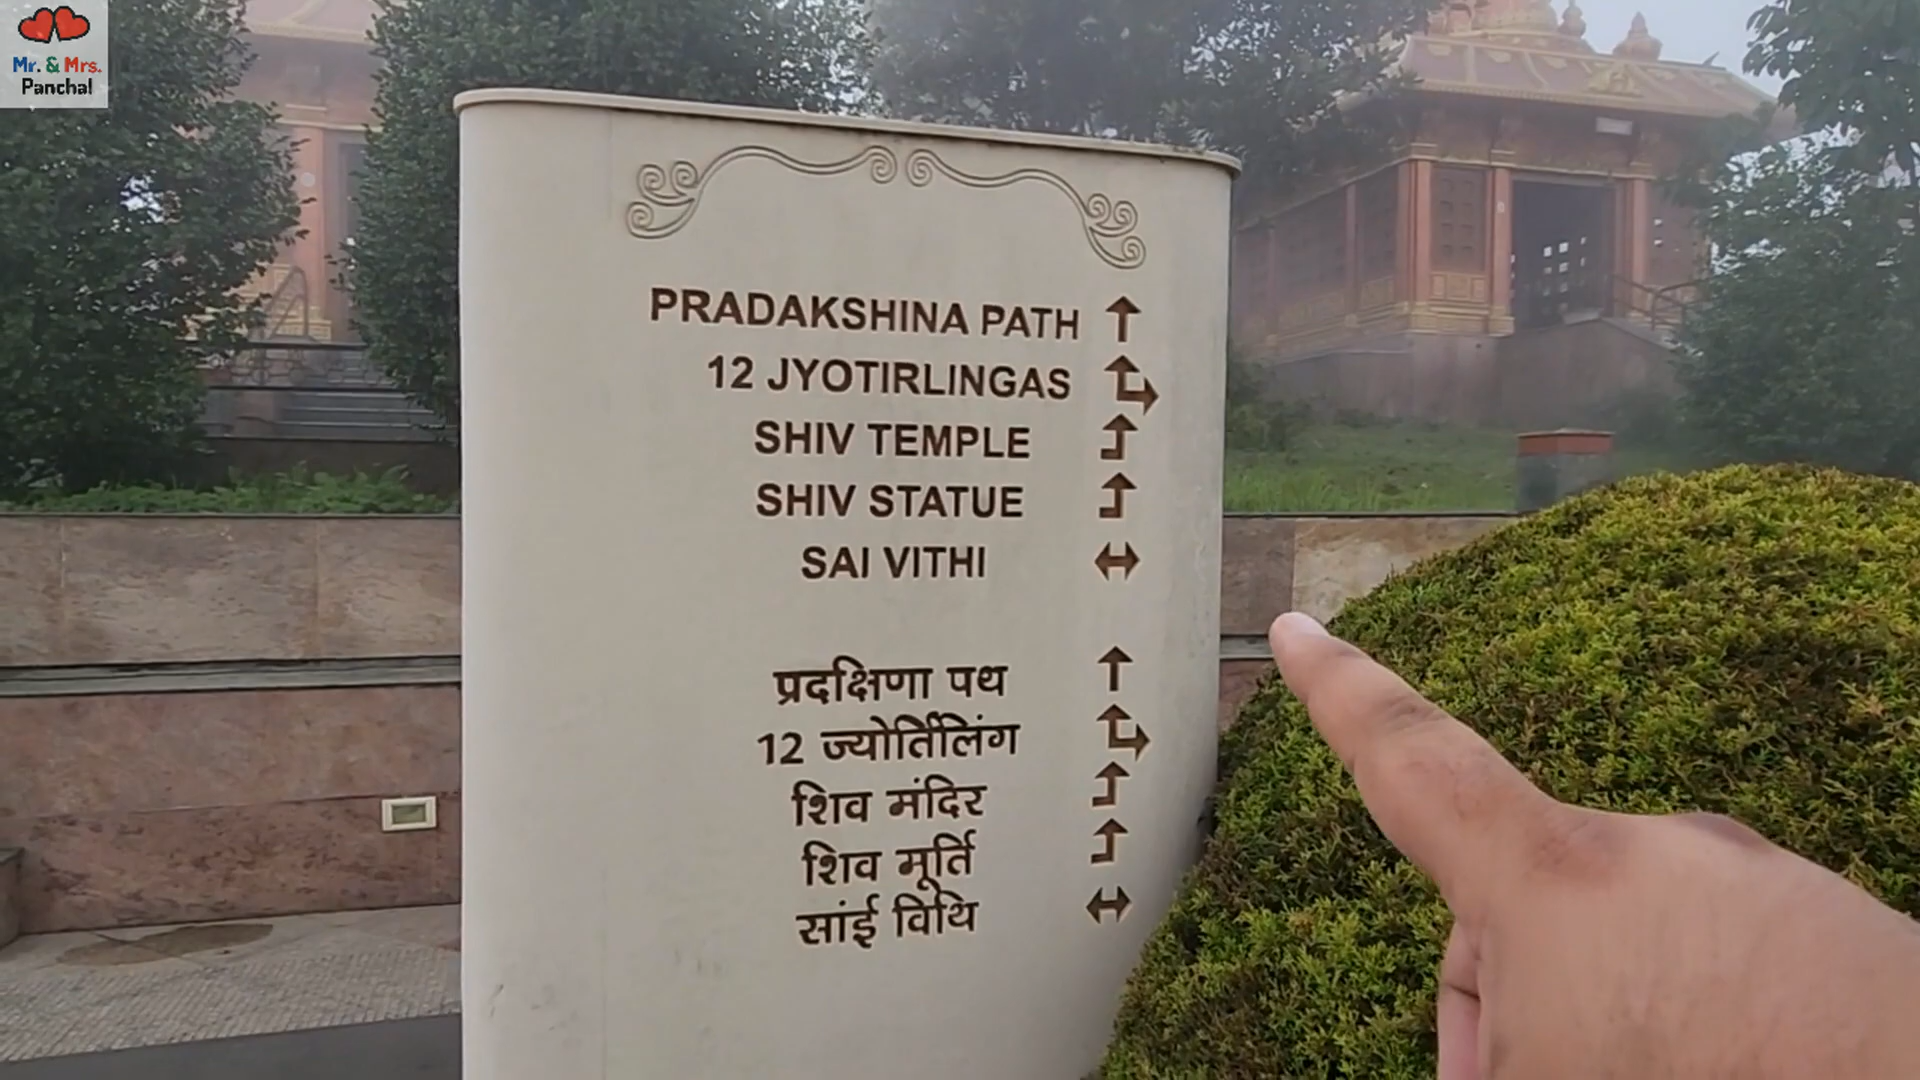 Mr. & Mrs.
Panchal
PRADAKSHINA PATH
12 JYOTIRLINGAS
SHIV TEMPLE
SHIV STATUE
SAI VITHI
प्रदक्षिणा पथ
12 ज्योर्तिलिंग
शिव मंदिर
शिव मूर्ति
सांई विथि